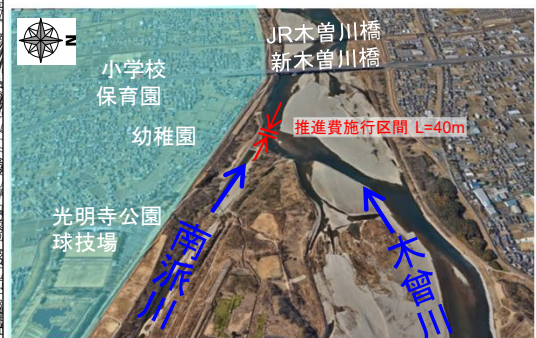 N
JR木曽川橋
新木曽川橋
小学校
保育園
推進費施行区間 L=40m
幼稚園
光明寺公園
球技場
南派川
木曾川